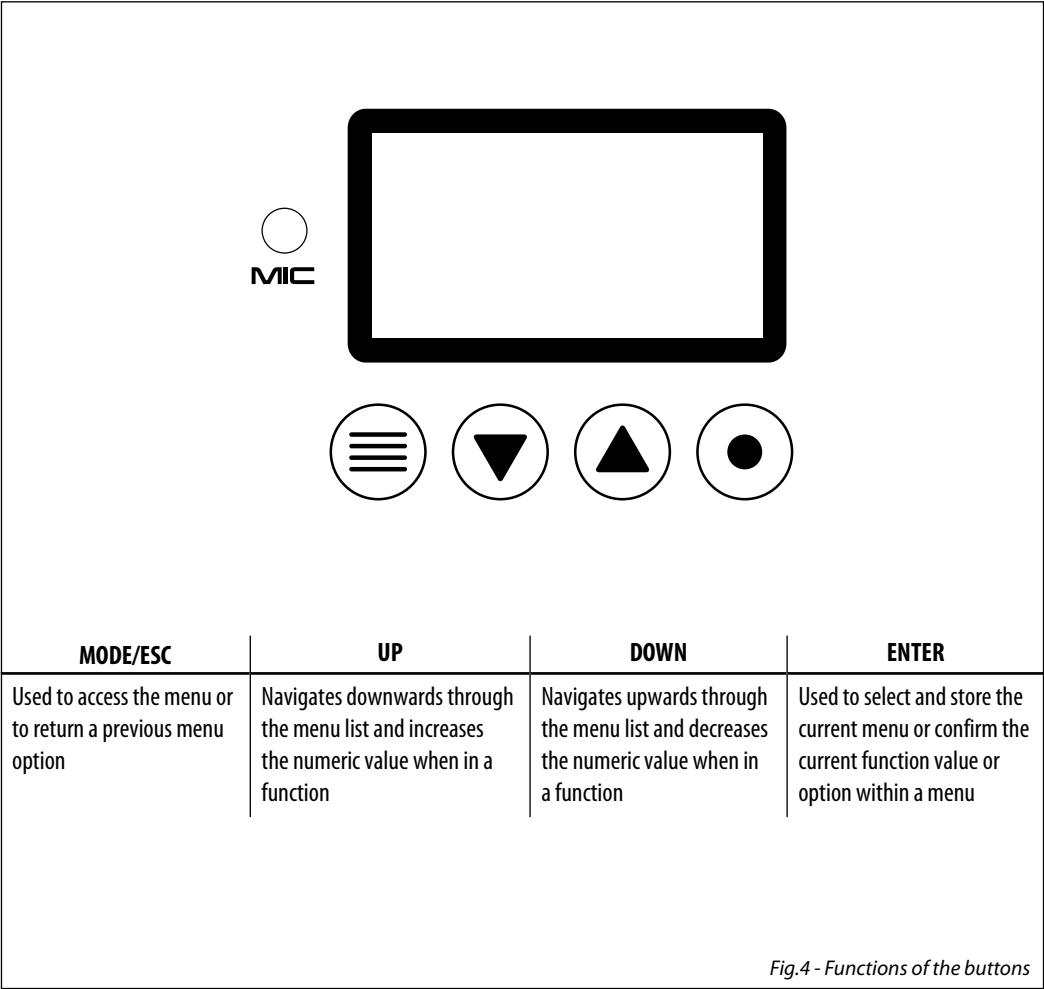 MIC
MODE/ESC
UP
DOWN
ENTER
Used to access the menu or
to return a previous menu
option
Navigates downwards through
the menu list and increases
the numeric value when in a
function
Navigates upwards through
the menu list and decreases
the numeric value when in
a function
Used to select and store the
current menu or confirm the
current function value or
option within a menu
Fig.4 - Functions of the buttons